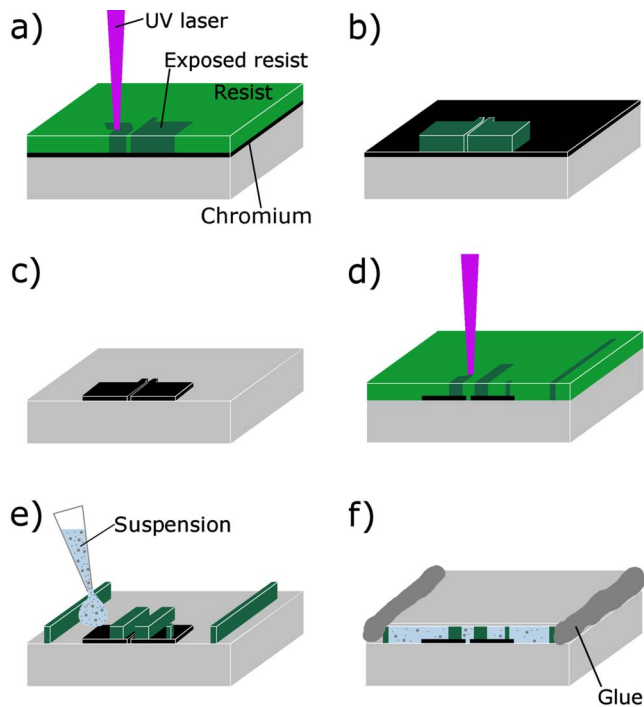 a)
UV laser
Exposed resist
Resist
Chromium
b)
c)
d)
e)
Suspension
f)
Glue